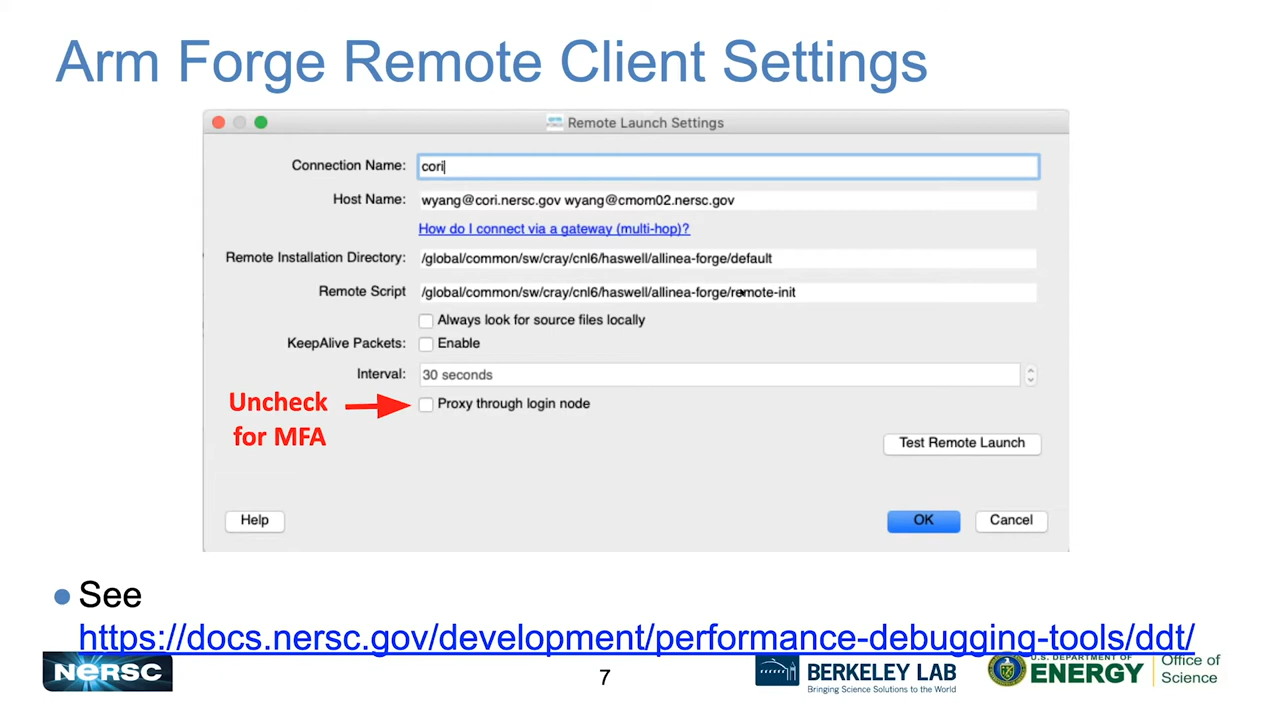 Arm Forge Remote Client Settings
Remote Launch Settings
Connection Name: cori
Host Name: wyang@cori.nersc.gov wyang@cmom02.nersc.gov
How do I connect via a gateway (multi-hop)?
Remote Installation Directory: /global/common/sw/cray/cnl6/haswell/allinea-forge/default
Remote Script /global/common/sw/cray/cnl6/haswell/allinea-forge/remote-init
Always look for source files locally
KeepAlive Packets: Enable
Interval: 30 seconds
Uncheck
for MFA
Proxy through login node
Test Remote Launch
Help OK Cancel
See
https://docs.nersc.gov/development/performance-debugging-tools/ddt/
NERSC
7
BERKELEY LAB
Bringing Science Solutions to the World
U.S. DEPARTMENT OF
ENERGY
Office of
Science